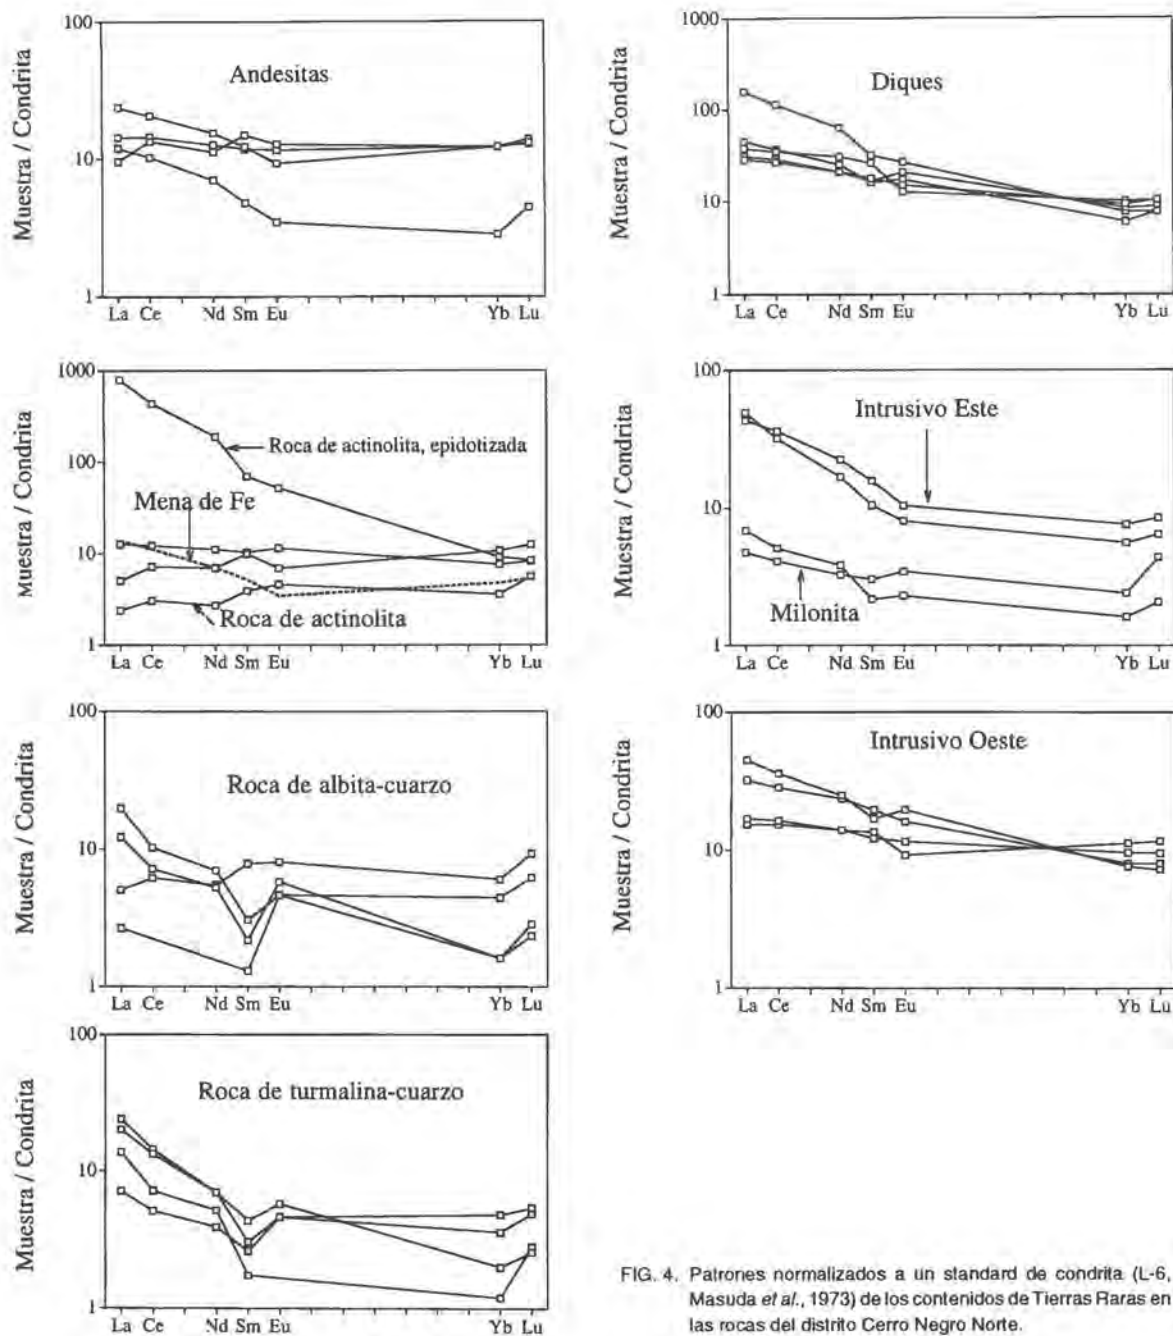 Muestra / Condrita
100
10
1
Andesitas
La Ce Nd Sm Eu Yb Lu
Muestra / Condrita
1000
100
10
1
Diques
La Ce Nd Sm Eu Yb Lu
Muestra / Condrita
1000
100
10
1
Roca de actinolita, epidotizada
Mena de Fe
Roca de actinolita
La Ce Nd Sm Eu Yb Lu
Muestra / Condrita
100
10
1
Intrusivo Este
Milonita
La Ce Nd Sm Eu Yb Lu
Muestra / Condrita
100
10
1
Roca de albita-cuarzo
La Ce Nd Sm Eu Yb Lu
Muestra / Condrita
100
10
1
Intrusivo Oeste
La Ce Nd Sm Eu Yb Lu
Muestra / Condrita
100
10
1
Roca de turmalina-cuarzo
La Ce Nd Sm Eu Yb Lu
FIG. 4. Patrones normalizados a un standard de condrita (L-6,
Masuda et al., 1973) de los contenidos de Tierras Raras en
las rocas del distrito Cerro Negro Norte.